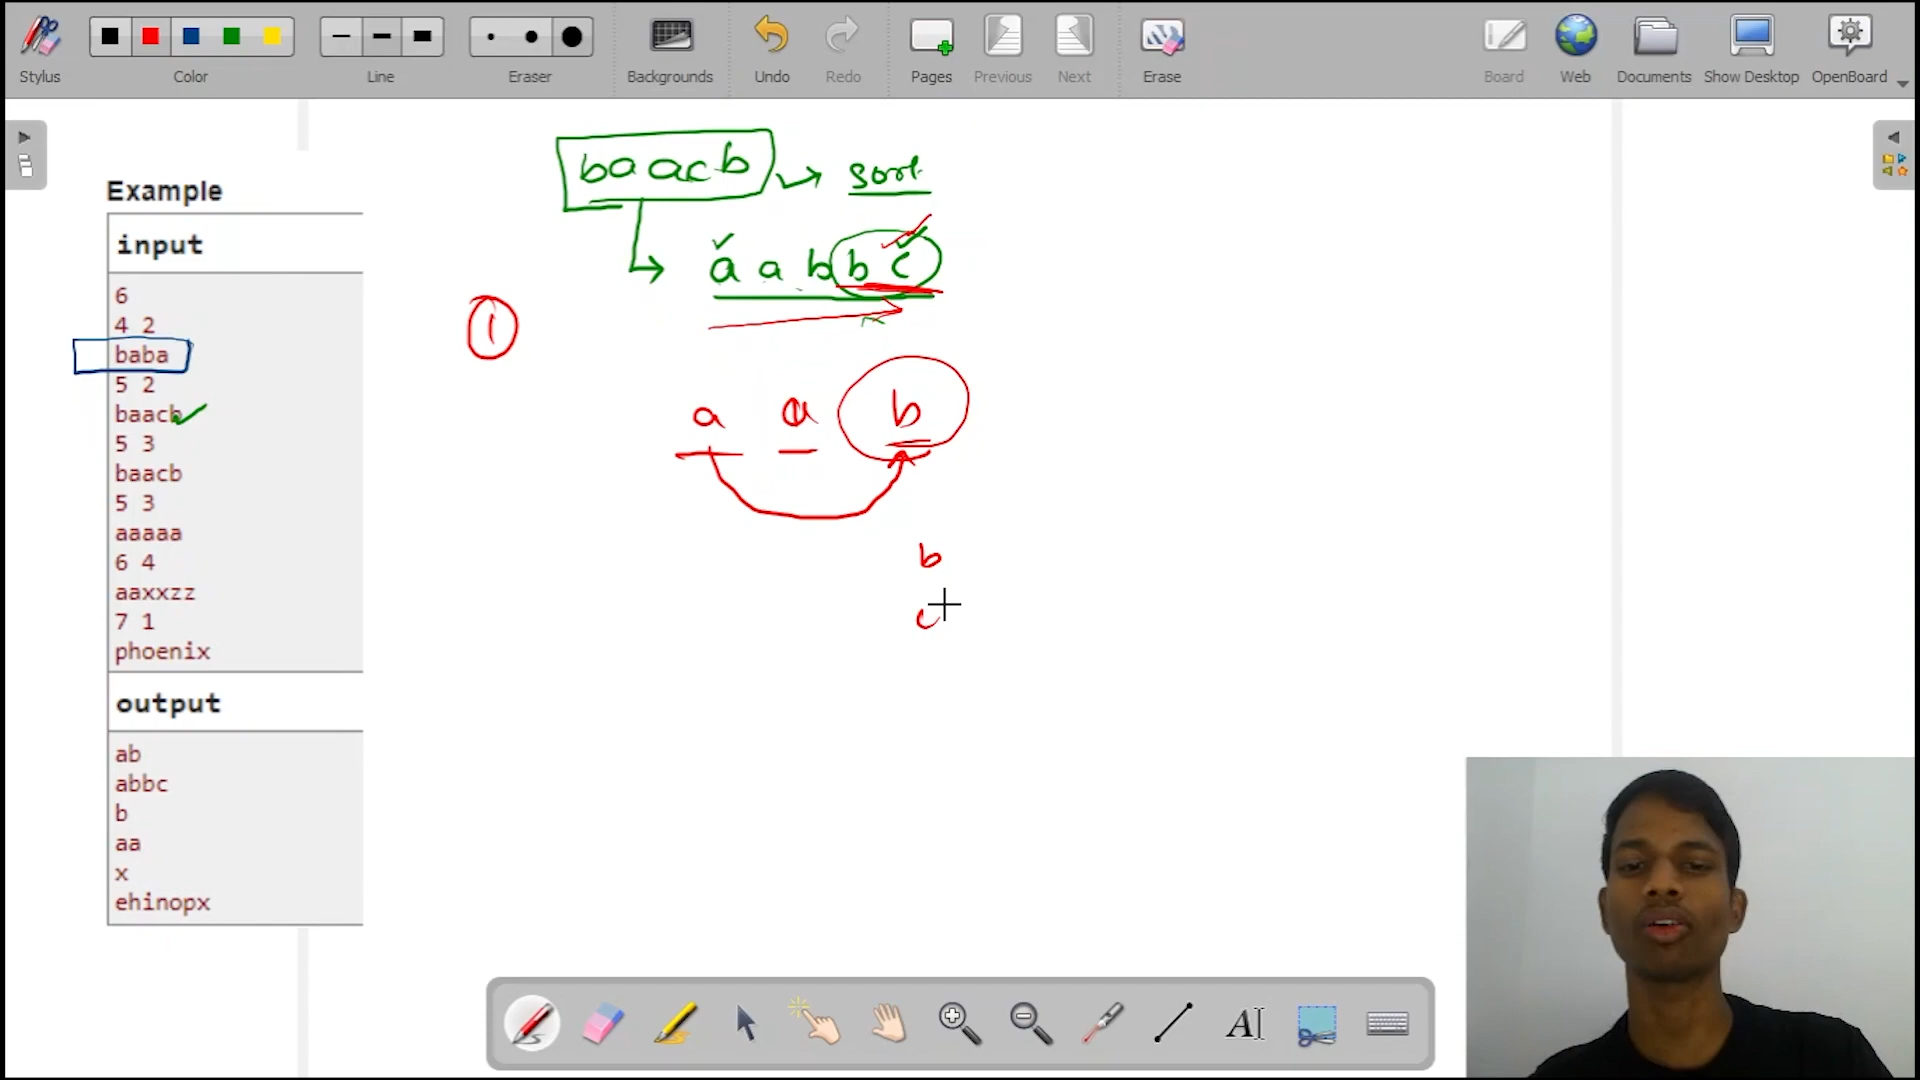 Stylus
Color
Line
Eraser
Backgrounds
Undo
Redo
Pages
Previous
Next
Erase
Board
Web
Documents
Show Desktop
OpenBoard
Example
input
6
4 2
baba
5 2
baacb
5 3
baacb
5 3
aaaaa
6 4
aaxxzz
7 1
phoenix
output
ab
abbc
b
aa
x
ehinopx
baacb → sort
a a b b c
1
a a b
b
c
A